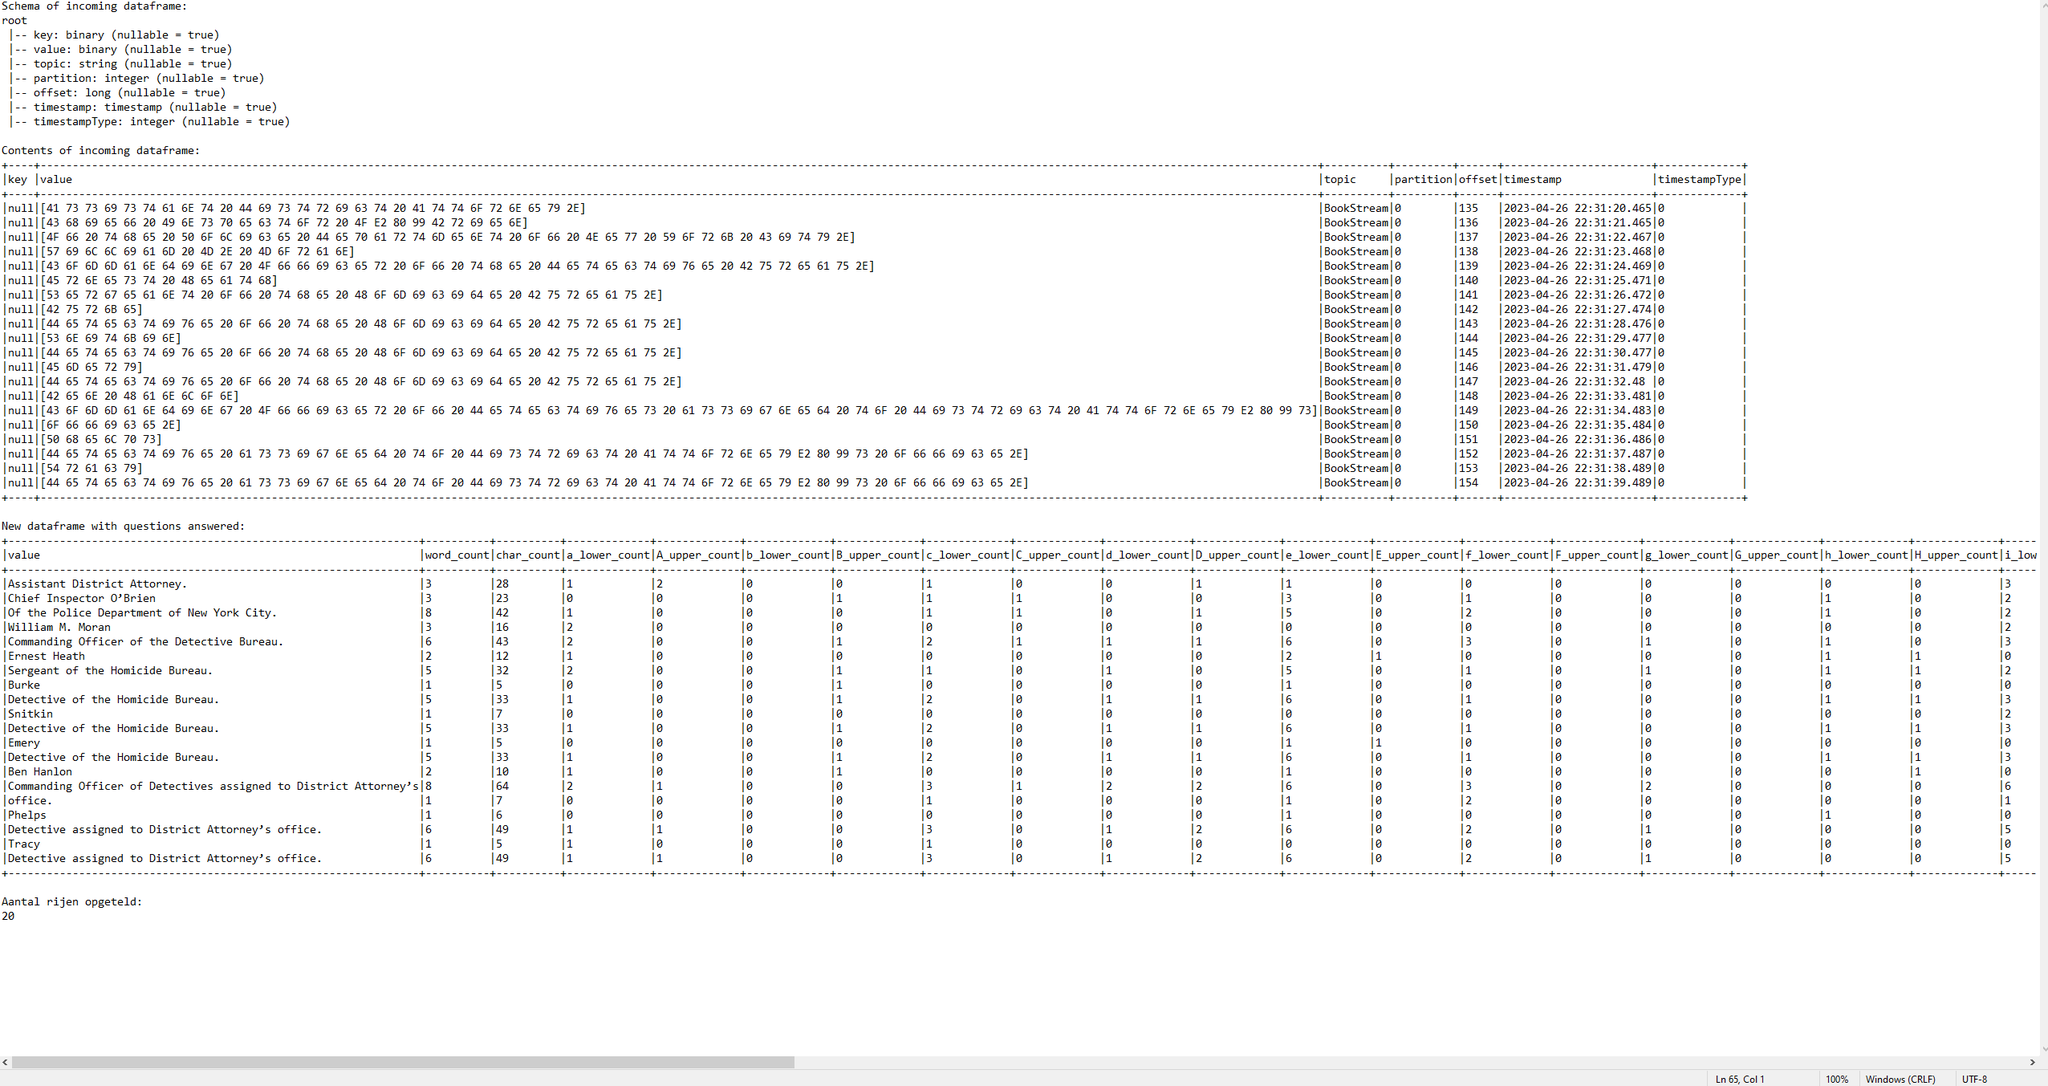 Schema of incoming dataframe:
root
|-- key: binary (nullable = true)
|-- value: binary (nullable = true)
|-- topic: string (nullable = true)
|-- partition: integer (nullable = true)
|-- offset: long (nullable = true)
|-- timestamp: timestamp (nullable = true)
|-- timestampType: integer (nullable = true)
Contents of incoming dataframe:
|key |value |topic |partition|offset|timestamp |timestampType|
|null|[41 73 73 69 73 74 61 6E 74 20 44 69 73 74 72 69 63 74 20 41 74 74 6F 72 6E 65 79 2E] |BookStream|0 |135 |2023-04-26 22:31:20.465|0 |
|null|[43 68 69 65 66 20 49 6E 73 70 65 63 74 6F 72 20 4F E2 80 99 42 72 69 65 6E] |BookStream|0 |136 |2023-04-26 22:31:21.465|0 |
|null|[4F 66 20 74 68 65 20 50 6F 6C 69 63 65 20 44 65 70 61 72 74 6D 65 6E 74 20 6F 66 20 4E 65 77 20 59 6F 72 6B 20 43 69 74 79 2E] |BookStream|0 |137 |2023-04-26 22:31:22.467|0 |
|null|[57 69 6C 6C 69 61 6D 20 4D 2E 20 4D 6F 72 61 6E] |BookStream|0 |138 |2023-04-26 22:31:23.468|0 |
|null|[43 6F 6D 6D 61 6E 64 69 6E 67 20 4F 66 66 69 63 65 72 20 6F 66 20 74 68 65 20 44 65 74 65 63 74 69 76 65 20 42 75 72 65 61 75 2E] |BookStream|0 |139 |2023-04-26 22:31:24.469|0 |
|null|[45 72 6E 65 73 74 20 48 65 61 74 68] |BookStream|0 |140 |2023-04-26 22:31:25.471|0 |
|null|[53 65 72 67 65 61 6E 74 20 6F 66 20 74 68 65 20 48 6F 6D 69 63 69 64 65 20 42 75 72 65 61 75 2E] |BookStream|0 |141 |2023-04-26 22:31:26.472|0 |
|null|[42 75 72 6B 65] |BookStream|0 |142 |2023-04-26 22:31:27.474|0 |
|null|[44 65 74 65 63 74 69 76 65 20 6F 66 20 74 68 65 20 48 6F 6D 69 63 69 64 65 20 42 75 72 65 61 75 2E] |BookStream|0 |143 |2023-04-26 22:31:28.476|0 |
|null|[53 6E 69 74 6B 69 6E] |BookStream|0 |144 |2023-04-26 22:31:29.477|0 |
|null|[44 65 74 65 63 74 69 76 65 20 6F 66 20 74 68 65 20 48 6F 6D 69 63 69 64 65 20 42 75 72 65 61 75 2E] |BookStream|0 |145 |2023-04-26 22:31:30.477|0 |
|null|[45 6D 65 72 79] |BookStream|0 |146 |2023-04-26 22:31:31.479|0 |
|null|[44 65 74 65 63 74 69 76 65 20 6F 66 20 74 68 65 20 48 6F 6D 69 63 69 64 65 20 42 75 72 65 61 75 2E] |BookStream|0 |147 |2023-04-26 22:31:32.48 |0 |
|null|[42 65 6E 20 48 61 6E 6C 6F 6E] |BookStream|0 |148 |2023-04-26 22:31:33.481|0 |
|null|[43 6F 6D 6D 61 6E 64 69 6E 67 20 4F 66 66 69 63 65 72 20 6F 66 20 44 65 74 65 63 74 69 76 65 73 20 61 73 73 69 67 6E 65 64 20 74 6F 20 44 69 73 74 72 69 63 74 20 41 74 74 6F 72 6E 65 79 E2 80 99 73]|BookStream|0 |149 |2023-04-26 22:31:34.483|0 |
|null|[6F 66 66 69 63 65 2E] |BookStream|0 |150 |2023-04-26 22:31:35.484|0 |
|null|[50 68 65 6C 70 73] |BookStream|0 |151 |2023-04-26 22:31:36.486|0 |
|null|[44 65 74 65 63 74 69 76 65 20 61 73 73 69 67 6E 65 64 20 74 6F 20 44 69 73 74 72 69 63 74 20 41 74 74 6F 72 6E 65 79 E2 80 99 73 20 6F 66 66 69 63 65 2E] |BookStream|0 |152 |2023-04-26 22:31:37.487|0 |
|null|[54 72 61 63 79] |BookStream|0 |153 |2023-04-26 22:31:38.489|0 |
|null|[44 65 74 65 63 74 69 76 65 20 61 73 73 69 67 6E 65 64 20 74 6F 20 44 69 73 74 72 69 63 74 20 41 74 74 6F 72 6E 65 79 E2 80 99 73 20 6F 66 66 69 63 65 2E] |BookStream|0 |154 |2023-04-26 22:31:39.489|0 |
New dataframe with questions answered:
|value |word_count|char_count|a_lower_count|A_upper_count|b_lower_count|B_upper_count|c_lower_count|C_upper_count|d_lower_count|D_upper_count|e_lower_count|E_upper_count|f_lower_count|F_upper_count|g_lower_count|G_upper_count|h_lower_count|H_upper_count|i_low
|Assistant District Attorney. |3 |28 |1 |2 |0 |0 |1 |0 |0 |1 |1 |0 |0 |0 |0 |0 |0 |0 |3
|Chief Inspector O’Brien |3 |23 |0 |0 |0 |1 |1 |1 |0 |0 |3 |0 |1 |0 |0 |0 |1 |0 |2
|Of the Police Department of New York City. |8 |42 |1 |0 |0 |0 |1 |1 |0 |1 |5 |0 |2 |0 |0 |0 |1 |0 |2
|William M. Moran |3 |16 |2 |0 |0 |0 |0 |0 |0 |0 |0 |0 |0 |0 |0 |0 |0 |0 |2
|Commanding Officer of the Detective Bureau. |6 |43 |2 |0 |0 |1 |2 |1 |1 |1 |6 |0 |3 |0 |1 |0 |1 |0 |3
|Ernest Heath |2 |12 |1 |0 |0 |0 |0 |0 |0 |0 |2 |1 |0 |0 |0 |0 |1 |1 |0
|Sergeant of the Homicide Bureau. |5 |32 |2 |0 |0 |1 |1 |0 |1 |0 |5 |0 |1 |0 |1 |0 |1 |1 |2
|Burke |1 |5 |0 |0 |0 |1 |0 |0 |0 |0 |1 |0 |0 |0 |0 |0 |0 |0 |0
|Detective of the Homicide Bureau. |5 |33 |1 |0 |0 |1 |2 |0 |1 |1 |6 |0 |1 |0 |0 |0 |1 |1 |3
|Snitkin |1 |7 |0 |0 |0 |0 |0 |0 |0 |0 |0 |0 |0 |0 |0 |0 |0 |0 |2
|Detective of the Homicide Bureau. |5 |33 |1 |0 |0 |1 |2 |0 |1 |1 |6 |0 |1 |0 |0 |0 |1 |1 |3
|Emery |1 |5 |0 |0 |0 |0 |0 |0 |0 |0 |1 |1 |0 |0 |0 |0 |0 |0 |0
|Detective of the Homicide Bureau. |5 |33 |1 |0 |0 |1 |2 |0 |1 |1 |6 |0 |1 |0 |0 |0 |1 |1 |3
|Ben Hanlon |2 |10 |1 |0 |0 |1 |0 |0 |0 |0 |1 |0 |0 |0 |0 |0 |0 |1 |0
|Commanding Officer of Detectives assigned to District Attorney’s|8 |64 |2 |1 |0 |0 |3 |1 |2 |2 |6 |0 |3 |0 |2 |0 |0 |0 |6
|office. |1 |7 |0 |0 |0 |0 |1 |0 |0 |0 |1 |0 |2 |0 |0 |0 |0 |0 |1
|Phelps |1 |6 |0 |0 |0 |0 |0 |0 |0 |0 |1 |0 |0 |0 |0 |0 |1 |0 |0
|Detective assigned to District Attorney’s office. |6 |49 |1 |1 |0 |0 |3 |0 |1 |2 |6 |0 |2 |0 |1 |0 |0 |0 |5
|Tracy |1 |5 |1 |0 |0 |0 |1 |0 |0 |0 |0 |0 |0 |0 |0 |0 |0 |0 |0
|Detective assigned to District Attorney’s office. |6 |49 |1 |1 |0 |0 |3 |0 |1 |2 |6 |0 |2 |0 |1 |0 |0 |0 |5
Aantal rijen opgeteld:
20
Ln 65, Col 1 100% Windows (CRLF) UTF-8